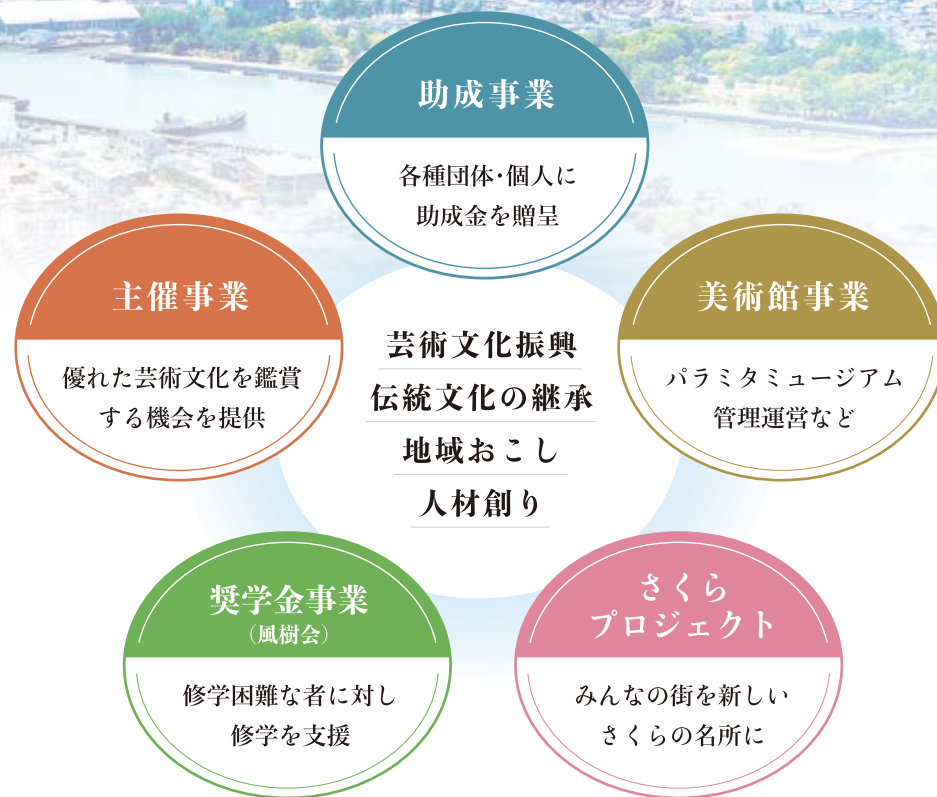 助成事業
各種団体・個人に
助成金を贈呈
主催事業
優れた芸術文化を鑑賞
する機会を提供
美術館事業
パラミタミュージアム
管理運営など
芸術文化振興
伝統文化の継承
地域おこし
人材創り
奨学金事業
（風樹会）
修学困難な者に対し
修学を支援
さくら
プロジェクト
みんなの街を新しい
さくらの名所に